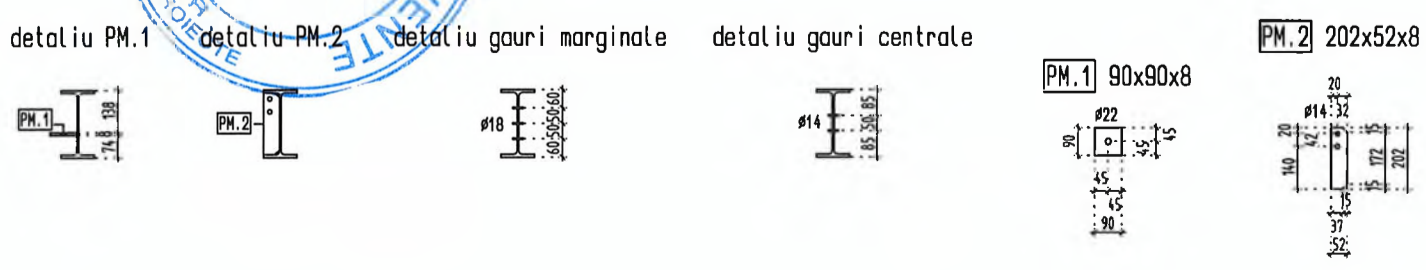 detaliu PM.1
detaliu PM.2
detaliu gauri marginale
detaliu gauri centrale
PM.1 90x90x8
PM.2 202x52x8
PROIECTE
PM.1
138
8
74
PM.2
ø18
60
50
50
60
ø14
85
50
85
ø22
90
45
45
45
45
90
20
ø14
32
20
42
140
15
172
202
15
15
37
52